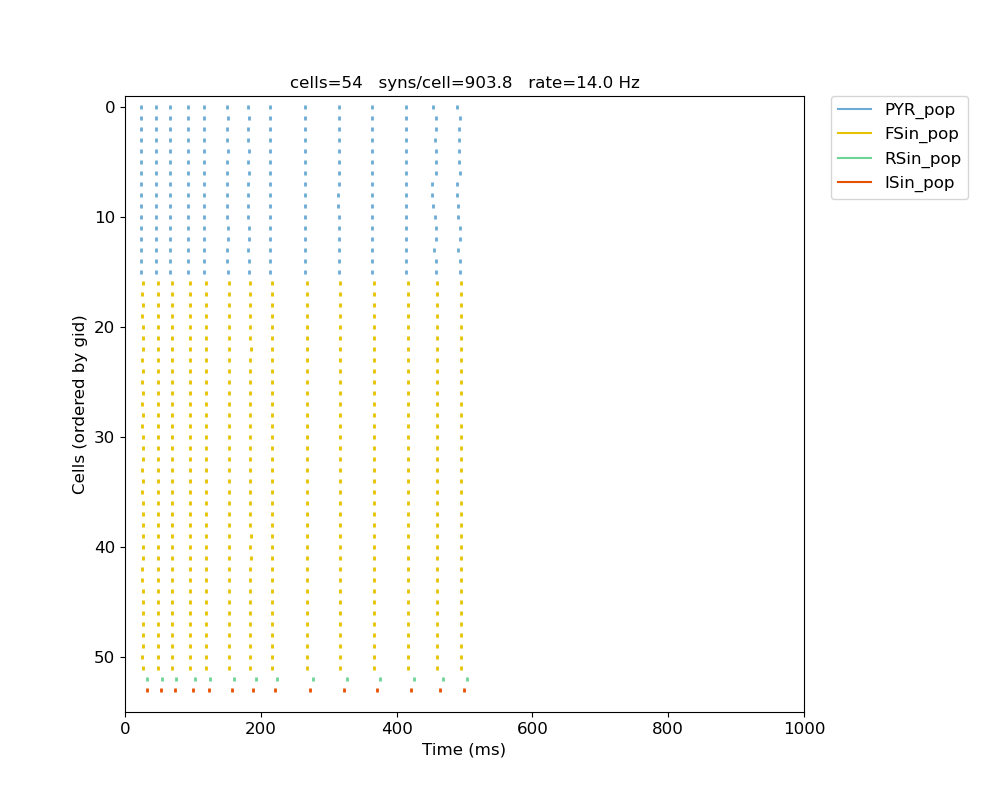 cells=54   syns/cell=903.8   rate=14.0 Hz
PYR_pop
FSin_pop
RSin_pop
ISin_pop
Cells (ordered by gid)
0
10
20
30
40
50
0 200 400 600 800 1000
Time (ms)